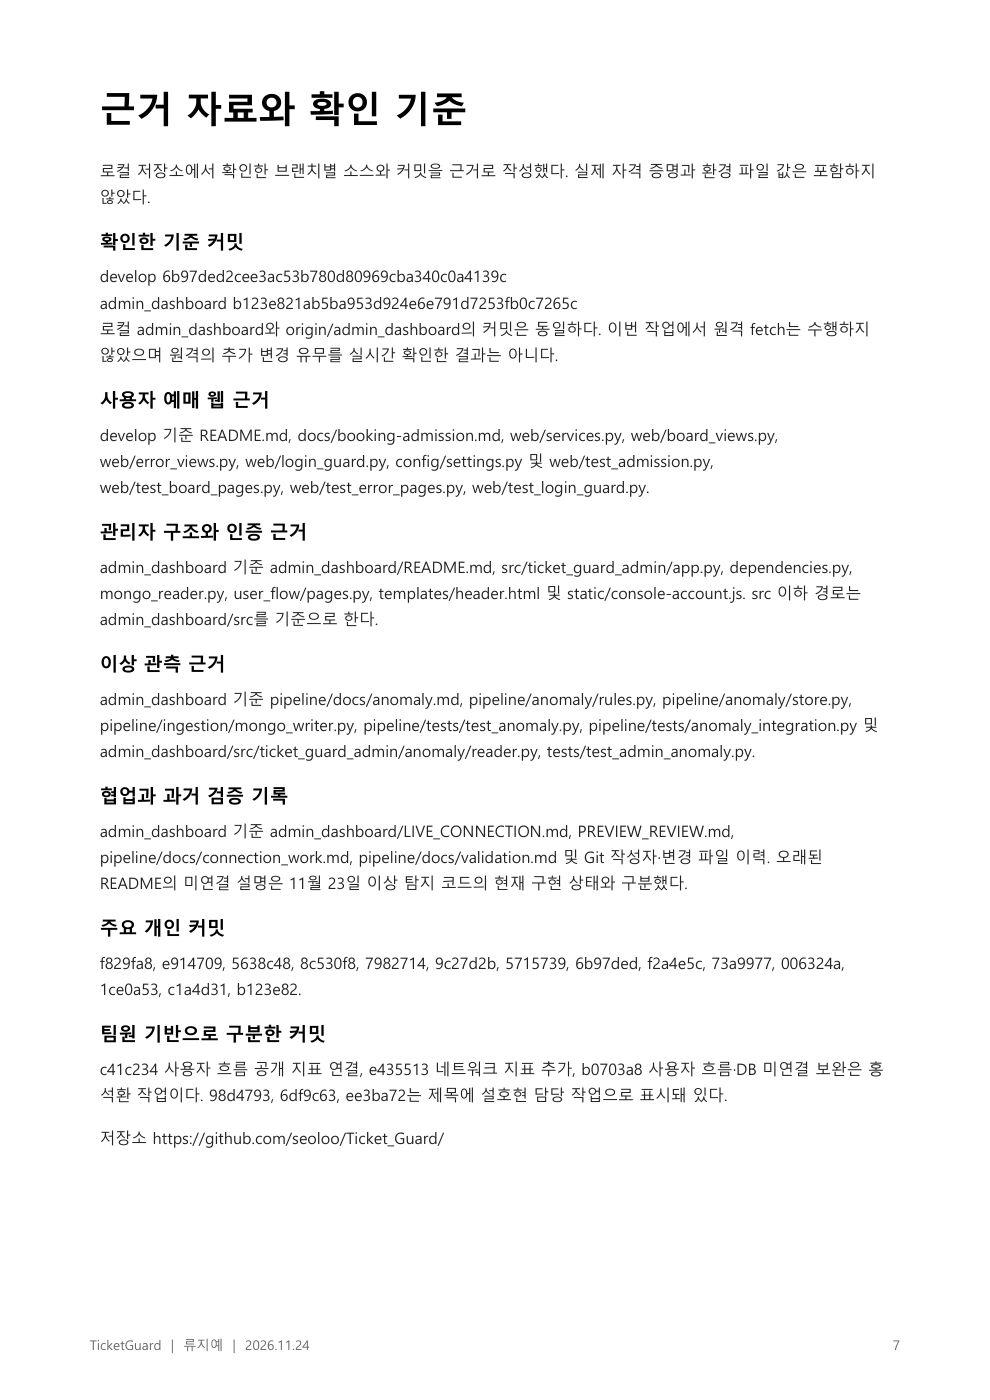 근거 자료와 확인 기준
로컬 저장소에서 확인한 브랜치별 소스와 커밋을 근거로 작성했다. 실제 자격 증명과 환경 파일 값은 포함하지
않았다.
확인한 기준 커밋
develop 6b97ded2cee3ac53b780d80969cba340c0a4139c
admin_dashboard b123e821ab5ba953d924e6e791d7253fb0c7265c
로컬 admin_dashboard와 origin/admin_dashboard의 커밋은 동일하다. 이번 작업에서 원격 fetch는 수행하지
않았으며 원격의 추가 변경 유무를 실시간 확인한 결과는 아니다.
사용자 예매 웹 근거
develop 기준 README.md, docs/booking-admission.md, web/services.py, web/board_views.py,
web/error_views.py, web/login_guard.py, config/settings.py 및 web/test_admission.py,
web/test_board_pages.py, web/test_error_pages.py, web/test_login_guard.py.
관리자 구조와 인증 근거
admin_dashboard 기준 admin_dashboard/README.md, src/ticket_guard_admin/app.py, dependencies.py,
mongo_reader.py, user_flow/pages.py, templates/header.html 및 static/console-account.js. src 이하 경로는
admin_dashboard/src를 기준으로 한다.
이상 관측 근거
admin_dashboard 기준 pipeline/docs/anomaly.md, pipeline/anomaly/rules.py, pipeline/anomaly/store.py,
pipeline/ingestion/mongo_writer.py, pipeline/tests/test_anomaly.py, pipeline/tests/anomaly_integration.py 및
admin_dashboard/src/ticket_guard_admin/anomaly/reader.py, tests/test_admin_anomaly.py.
협업과 과거 검증 기록
admin_dashboard 기준 admin_dashboard/LIVE_CONNECTION.md, PREVIEW_REVIEW.md,
pipeline/docs/connection_work.md, pipeline/docs/validation.md 및 Git 작성자·변경 파일 이력. 오래된
README의 미연결 설명은 11월 23일 이상 탐지 코드의 현재 구현 상태와 구분했다.
주요 개인 커밋
f829fa8, e914709, 5638c48, 8c530f8, 7982714, 9c27d2b, 5715739, 6b97ded, f2a4e5c, 73a9977, 006324a,
1ce0a53, c1a4d31, b123e82.
팀원 기반으로 구분한 커밋
c41c234 사용자 흐름 공개 지표 연결, e435513 네트워크 지표 추가, b0703a8 사용자 흐름·DB 미연결 보완은 홍
석환 작업이다. 98d4793, 6df9c63, ee3ba72는 제목에 설호현 담당 작업으로 표시돼 있다.
저장소 https://github.com/seoloo/Ticket_Guard/
TicketGuard | 류지예 | 2026.11.24
7